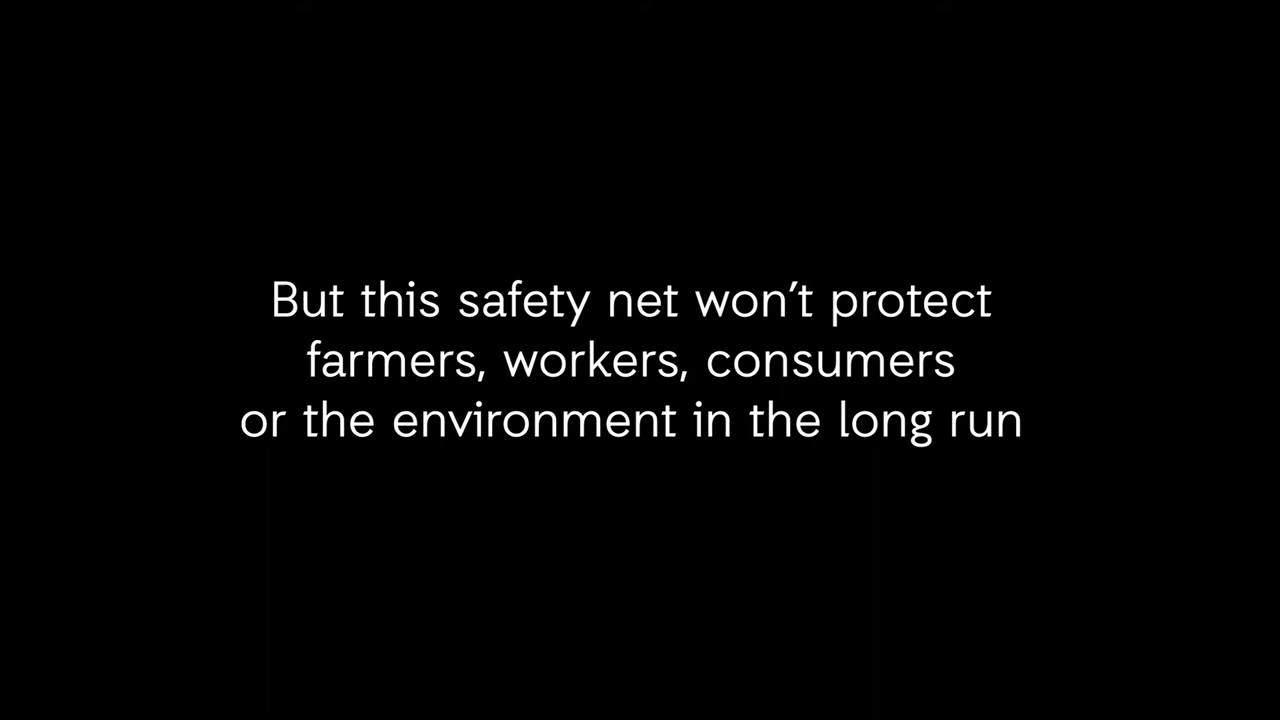 But this safety net won’t protect
farmers, workers, consumers
or the environment in the long run